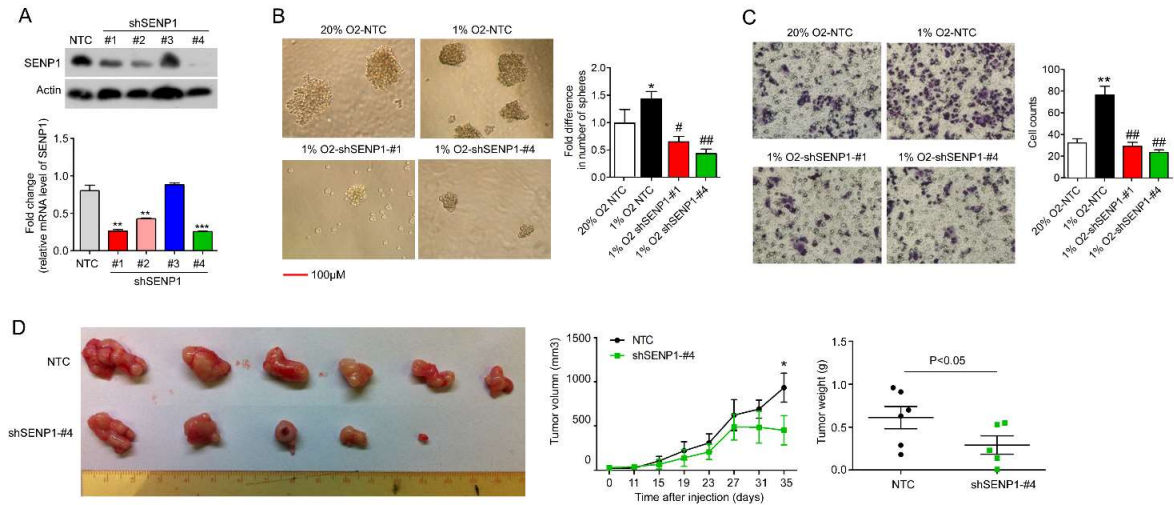 A
shSENP1
NTC #1 #2 #3 #4
SENP1
Actin
Fold change
(relative mRNA level of SENP1)
1.5
1.0
0.5
0.0
** ** ***
NTC #1 #2 #3 #4
shSENP1
B
20% O2-NTC 1% O2-NTC
1% O2-shSENP1-#1 1% O2-shSENP1-#4
100µM
Fold difference
in number of spheres
2.0
1.5
1.0
0.5
0.0
* # ##
20% O2 NTC
1% O2 NTC
1% O2 shSENP1-#1
1% O2 shSENP1-#4
C
20% O2-NTC 1% O2-NTC
1% O2-shSENP1-#1 1% O2-shSENP1-#4
Cell counts
100
80
60
40
20
0
** ## ##
20% O2-NTC
1% O2-NTC
1% O2-shSENP1-#1
1% O2-shSENP1-#4
D
NTC
shSENP1-#4
Tumor volumn (mm3)
1500
1000
500
0
NTC
shSENP1-#4
*
0 11 15 19 23 27 31 35
Time after injection (days)
Tumor weight (g)
1.5
1.0
0.5
0.0
P<0.05
NTC shSENP1-#4